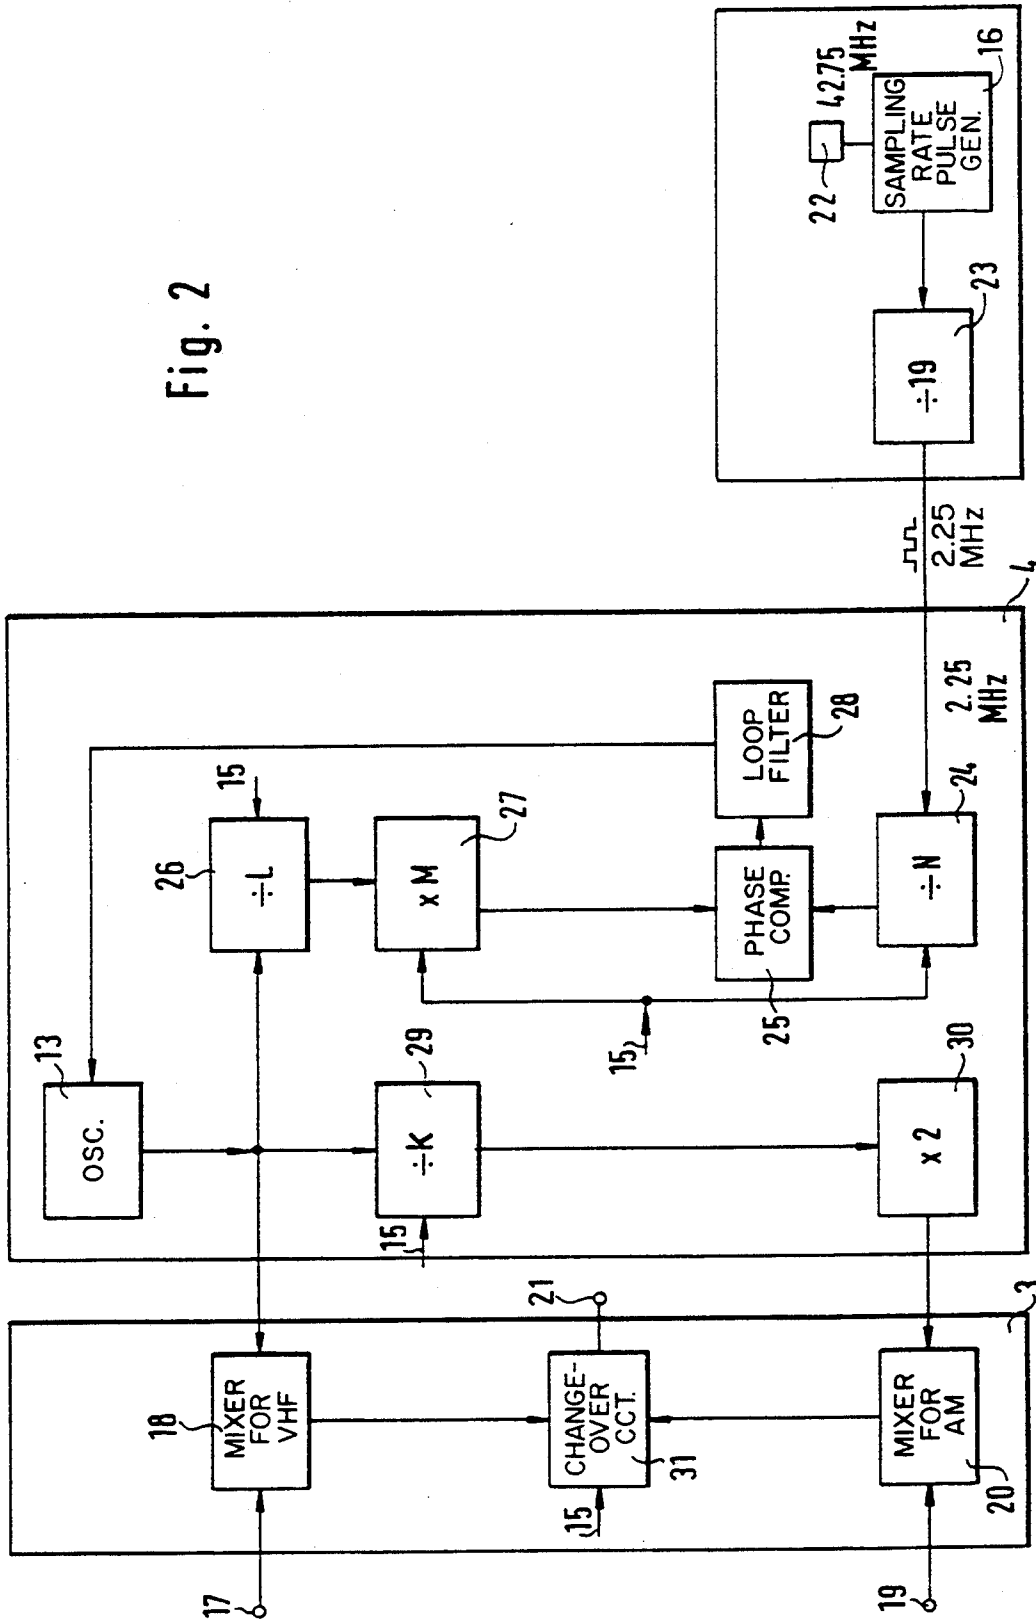 Fig. 2
17
18
MIXER
FOR
VHF
15
CHANGE-
OVER
CCT.
31
21
19
20
MIXER
FOR
AM
3
13
OSC.
15
÷K
29
x 2
30
26
÷L
15
x M
27
15
25
PHASE
COMP.
LOOP
FILTER
28
÷N
24
2.25
MHz
4
2.25
MHz
÷19
23
22
42.75
MHz
SAMPLING
RATE
PULSE
GEN.
16